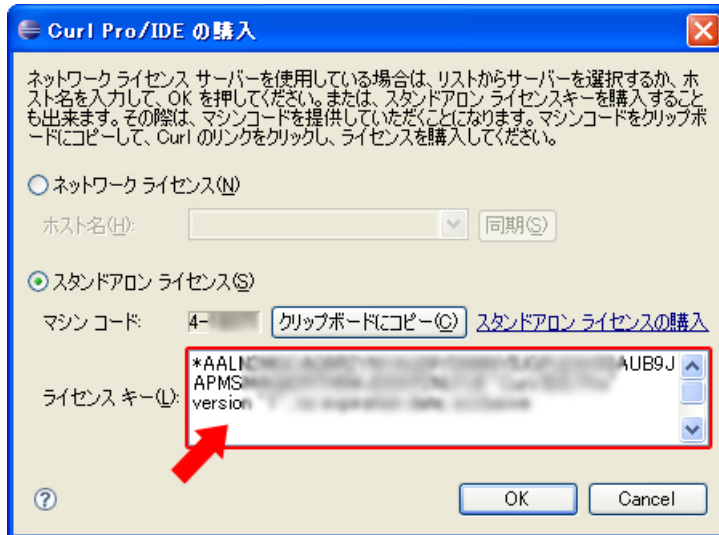 Curl Pro/IDE の購入
ネットワーク ライセンス サーバーを使用している場合は、リストからサーバーを選択するか、ホ
スト名を入力して、OK を押してください。または、スタンドアロン ライセンスキーを購入すること
も出来ます。その際は、マシンコードを提供していただくことになります。マシンコードをクリップボ
ードにコピーして、Curl のリンクをクリックし、ライセンスを購入してください。
ネットワーク ライセンス(N)
ホスト名(H): 同期(S)
スタンドアロン ライセンス(S)
マシン コード: 4- クリップボードにコピー(C) スタンドアロン ライセンスの購入
ライセンス キー(L):
*AALN AUB9J
APMS
version
? OK Cancel